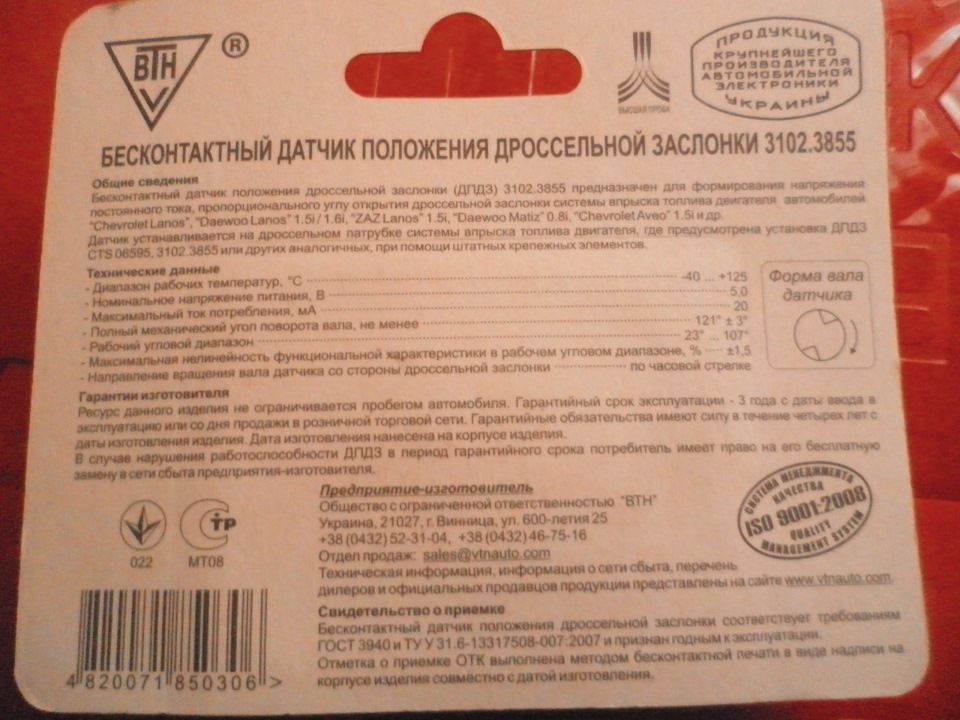 ВТН
®
ВЫСШАЯ ПРОБА
ПРОДУКЦИЯ
КРУПНЕЙШЕГО
ПРОИЗВОДИТЕЛЯ
АВТОМОБИЛЬНОЙ
ЭЛЕКТРОНИКИ
УКРАИНЫ
БЕСКОНТАКТНЫЙ ДАТЧИК ПОЛОЖЕНИЯ ДРОССЕЛЬНОЙ ЗАСЛОНКИ 3102.3855
Общие сведения
Бесконтактный датчик положения дроссельной заслонки (ДПДЗ) 3102.3855 предназначен для формирования напряжения
постоянного тока, пропорционального углу открытия дроссельной заслонки системы впрыска топлива двигателя автомобилей
"Chevrolet Lanos", "Daewoo Lanos" 1.5i / 1.6i, "ZAZ Lanos" 1.5i, "Daewoo Matiz" 0.8i, "Chevrolet Aveo" 1.5i и др.
Датчик устанавливается на дроссельном патрубке системы впрыска топлива двигателя, где предусмотрена установка ДПДЗ
CTS 06595, 3102.3855 или других аналогичных, при помощи штатных крепежных элементов.
Технические данные
- Диапазон рабочих температур, °С -40 ... +125
- Номинальное напряжение питания, В 5,0
- Максимальный ток потребления, мА 20
- Полный механический угол поворота вала, не менее 121° ± 3°
- Рабочий угловой диапазон 23° ... 107°
- Максимальная нелинейность функциональной характеристики в рабочем угловом диапазоне, % ±1,5
- Направление вращения вала датчика со стороны дроссельной заслонки по часовой стрелке
Форма вала
датчика
Гарантии изготовителя
Ресурс данного изделия не ограничивается пробегом автомобиля. Гарантийный срок эксплуатации - 3 года с даты ввода в
эксплуатацию или со дня продажи в розничной торговой сети. Гарантийные обязательства имеют силу в течение четырех лет с
даты изготовления изделия. Дата изготовления нанесена на корпусе изделия.
В случае нарушения работоспособности ДПДЗ в период гарантийного срока потребитель имеет право на его бесплатную
замену в сети сбыта предприятия-изготовителя.
Предприятие-изготовитель
Общество с ограниченной ответственностью "ВТН"
Украина, 21027, г. Винница, ул. 600-летия 25
+38 (0432) 52-31-04, +38 (0432) 46-75-16
Отдел продаж: sales@vtnauto.com
Техническая информация, информация о сети сбыта, перечень
дилеров и официальных продавцов продукции представлены на сайте www.vtnauto.com.
СИСТЕМА МЕНЕДЖМЕНТА
КАЧЕСТВА
ISO 9001:2008
QUALITY
MANAGEMENT SYSTEM
ТР
022
МТ08
Свидетельство о приемке
Бесконтактный датчик положения дроссельной заслонки соответствует требованиям
ГОСТ 3940 и ТУ У 31.6-13317508-007:2007 и признан годным к эксплуатации.
Отметка о приемке ОТК выполнена методом бесконтактной печати в виде надписи на
корпусе изделия совместно с датой изготовления.
4 820071 850306 >